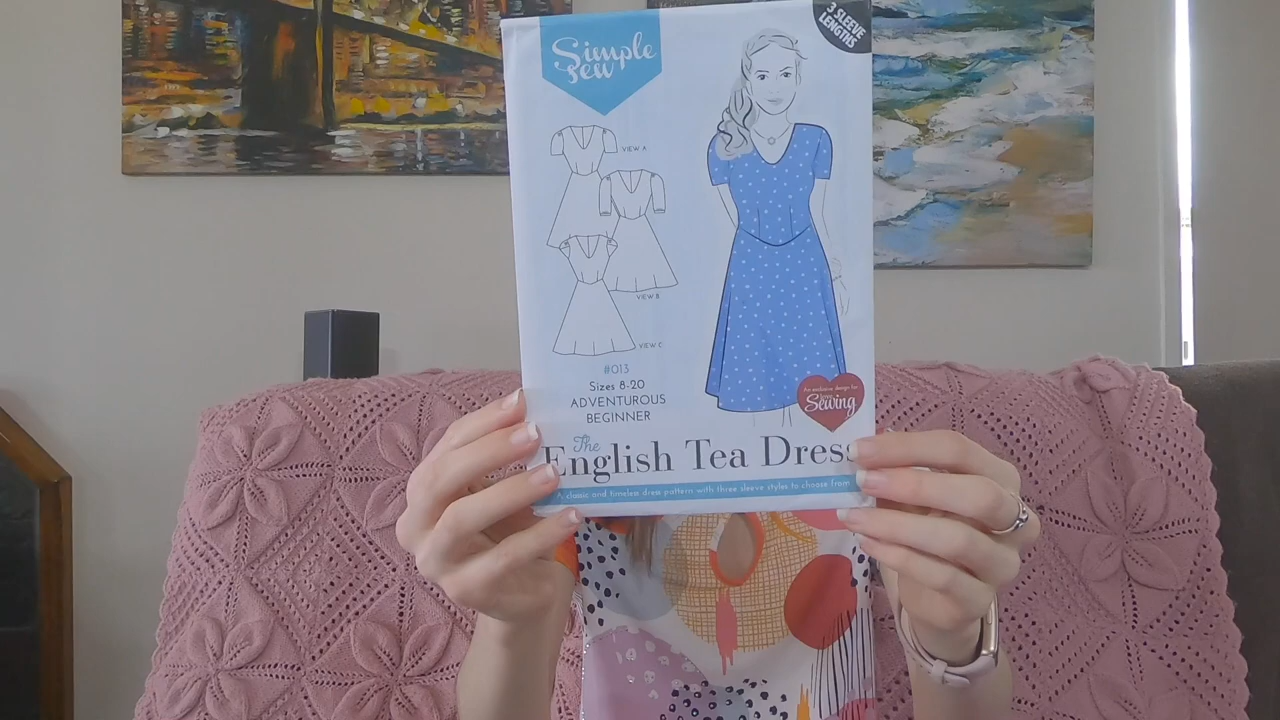 Simple
Sew
3 SLEEVE
LENGTHS
VIEW A
VIEW B
VIEW C
#013
Sizes 8-20
ADVENTUROUS
BEGINNER
An exclusive design for
Love
Sewing
The
English Tea Dress
A classic and timeless dress pattern with three sleeve styles to choose from